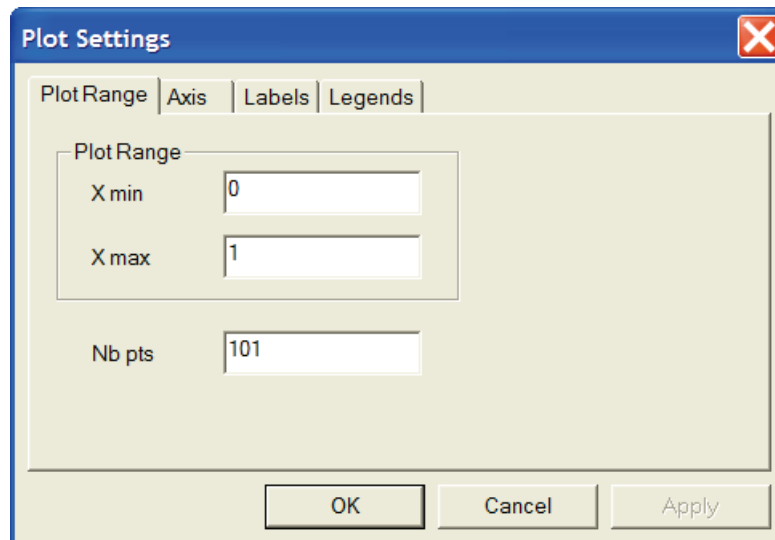 Plot Settings
Plot Range Axis Labels Legends
Plot Range
X min 0
X max 1
Nb pts 101
OK Cancel Apply